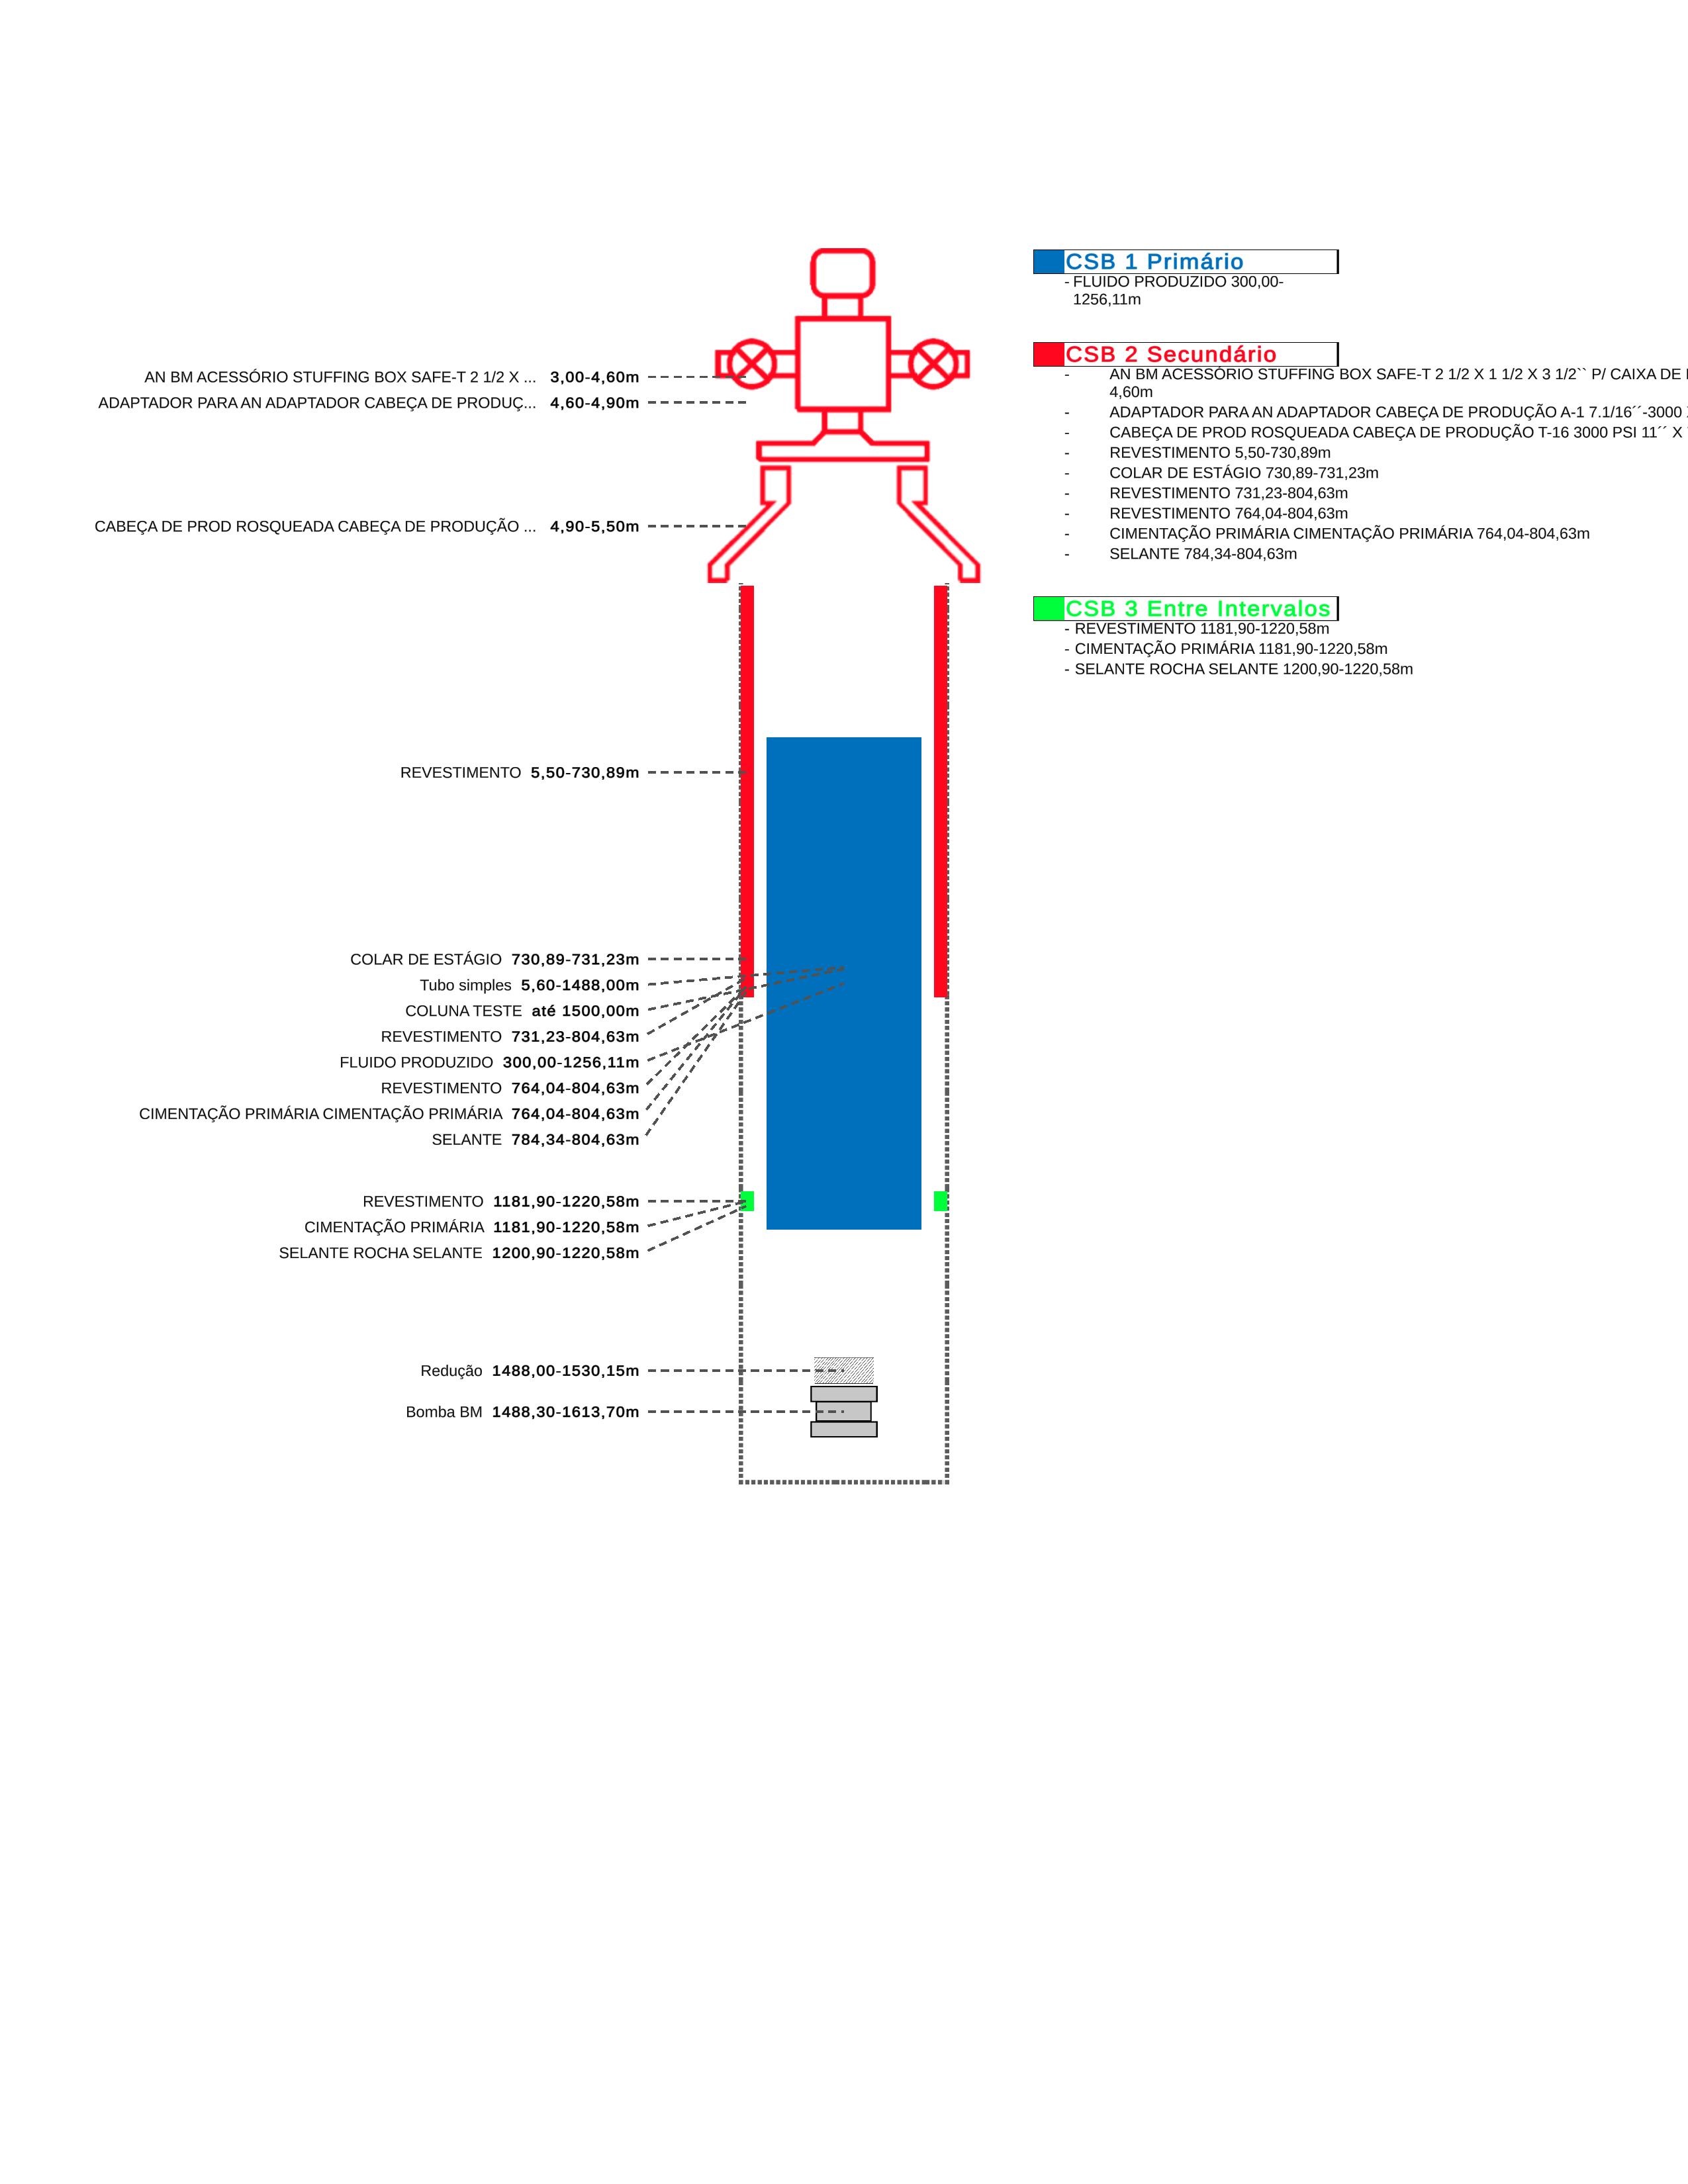 CSB 1 Primário
- FLUIDO PRODUZIDO 300,00-
1256,11m
CSB 2 Secundário
- AN BM ACESSÓRIO STUFFING BOX SAFE-T 2 1/2 X 1 1/2 X 3 1/2`` P/ CAIXA DE
4,60m
- ADAPTADOR PARA AN ADAPTADOR CABEÇA DE PRODUÇÃO A-1 7.1/16´´-3000
- CABEÇA DE PROD ROSQUEADA CABEÇA DE PRODUÇÃO T-16 3000 PSI 11´´ X
- REVESTIMENTO 5,50-730,89m
- COLAR DE ESTÁGIO 730,89-731,23m
- REVESTIMENTO 731,23-804,63m
- REVESTIMENTO 764,04-804,63m
- CIMENTAÇÃO PRIMÁRIA CIMENTAÇÃO PRIMÁRIA 764,04-804,63m
- SELANTE 784,34-804,63m
CSB 3 Entre Intervalos
- REVESTIMENTO 1181,90-1220,58m
- CIMENTAÇÃO PRIMÁRIA 1181,90-1220,58m
- SELANTE ROCHA SELANTE 1200,90-1220,58m
AN BM ACESSÓRIO STUFFING BOX SAFE-T 2 1/2 X ... 3,00-4,60m
ADAPTADOR PARA AN ADAPTADOR CABEÇA DE PRODUÇ... 4,60-4,90m
CABEÇA DE PROD ROSQUEADA CABEÇA DE PRODUÇÃO ... 4,90-5,50m
REVESTIMENTO 5,50-730,89m
COLAR DE ESTÁGIO 730,89-731,23m
Tubo simples 5,60-1488,00m
COLUNA TESTE até 1500,00m
REVESTIMENTO 731,23-804,63m
FLUIDO PRODUZIDO 300,00-1256,11m
REVESTIMENTO 764,04-804,63m
CIMENTAÇÃO PRIMÁRIA CIMENTAÇÃO PRIMÁRIA 764,04-804,63m
SELANTE 784,34-804,63m
REVESTIMENTO 1181,90-1220,58m
CIMENTAÇÃO PRIMÁRIA 1181,90-1220,58m
SELANTE ROCHA SELANTE 1200,90-1220,58m
Redução 1488,00-1530,15m
Bomba BM 1488,30-1613,70m